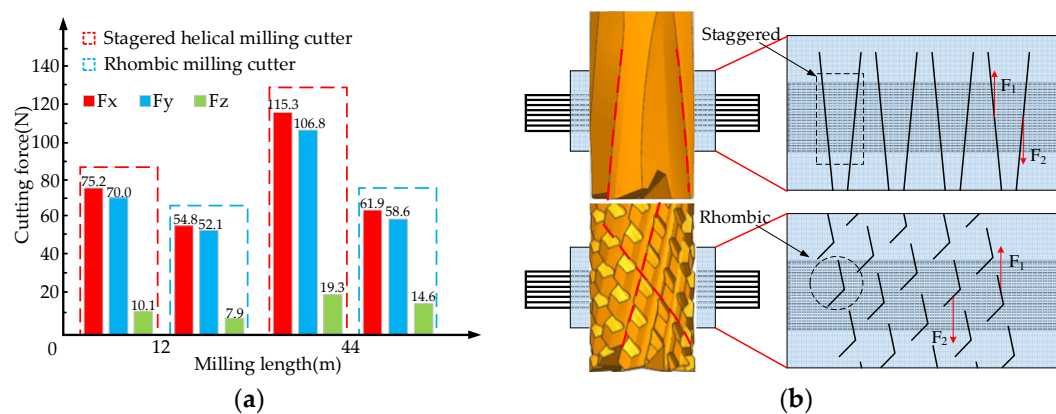 (a)
Stagered helical milling cutter
Rhombic milling cutter
Fx Fy Fz
Cutting force(N)
140
120
100
80
60
40
20
0
75.2
70.0
10.1
54.8
52.1
7.9
115.3
106.8
19.3
61.9
58.6
14.6
12
44
Milling length(m)
(a)
Staggered
F1
F2
Rhombic
F1
F2
(b)